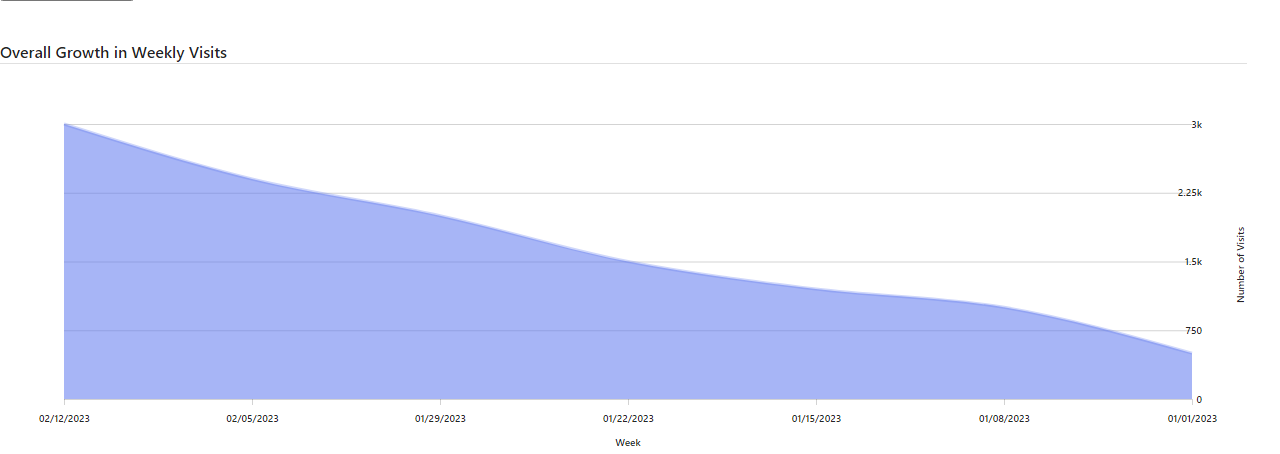 Overall Growth in Weekly Visits
3k
2.25k
1.5k
750
0
Number of Visits
02/12/2023 02/05/2023 01/29/2023 01/22/2023 01/15/2023 01/08/2023 01/01/2023
Week